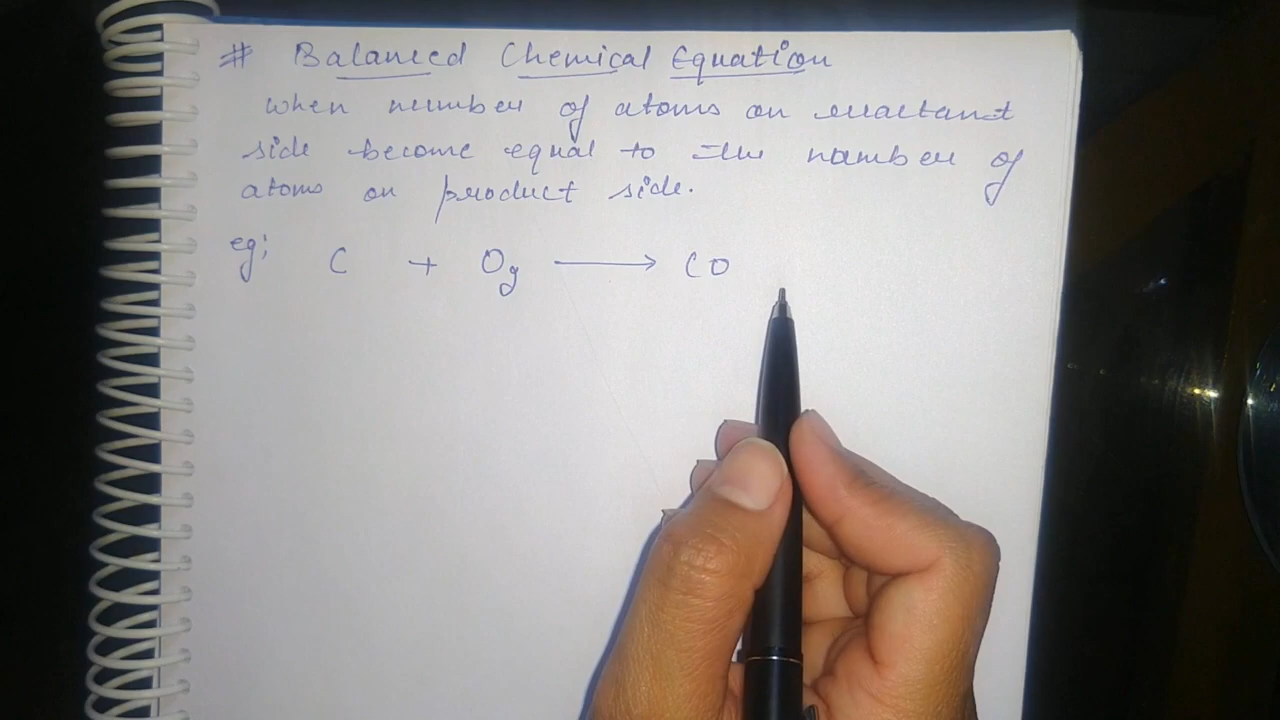 # Balanced Chemical Equation
When number of atoms on reactant
side become equal to the number of
atoms on product side.
eg: C + O₂ ⟶ CO